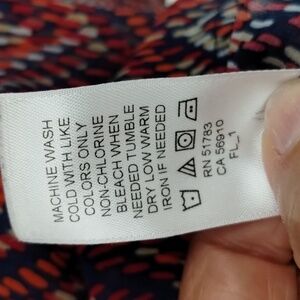 MACHINE WASH
COLD WITH LIKE
COLORS ONLY
NON-CHLORINE
BLEACH WHEN
NEEDED TUMBLE
DRY LOW WARM
IRON IF NEEDED
RN 51783
CA 56910
FL_1